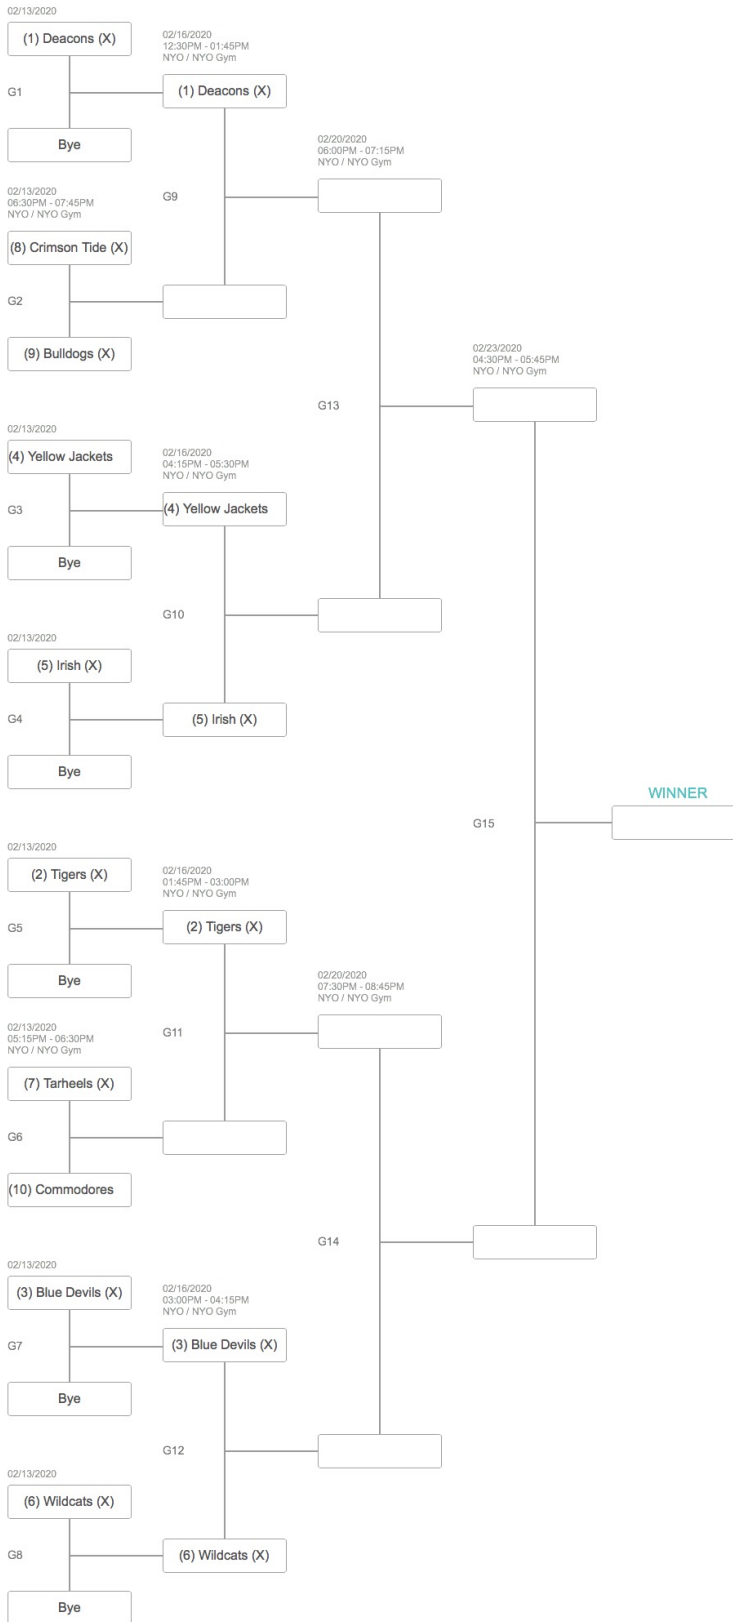 02/13/2020
(1) Deacons (X)
G1
Bye
02/13/2020
06:30PM - 07:45PM
NYO / NYO Gym
(8) Crimson Tide (X)
G2
(9) Bulldogs (X)
02/13/2020
(4) Yellow Jackets
G3
Bye
02/13/2020
(5) Irish (X)
G4
Bye
02/13/2020
(2) Tigers (X)
G5
Bye
02/13/2020
05:15PM - 06:30PM
NYO / NYO Gym
(7) Tarheels (X)
G6
(10) Commodores
02/13/2020
(3) Blue Devils (X)
G7
Bye
02/13/2020
(6) Wildcats (X)
G8
Bye
02/16/2020
12:30PM - 01:45PM
NYO / NYO Gym
(1) Deacons (X)
G9
02/16/2020
04:15PM - 05:30PM
NYO / NYO Gym
(4) Yellow Jackets
G10
(5) Irish (X)
02/16/2020
01:45PM - 03:00PM
NYO / NYO Gym
(2) Tigers (X)
G11
02/16/2020
03:00PM - 04:15PM
NYO / NYO Gym
(3) Blue Devils (X)
G12
(6) Wildcats (X)
02/20/2020
06:00PM - 07:15PM
NYO / NYO Gym
G13
02/20/2020
07:30PM - 08:45PM
NYO / NYO Gym
G14
02/23/2020
04:30PM - 05:45PM
NYO / NYO Gym
G15
WINNER